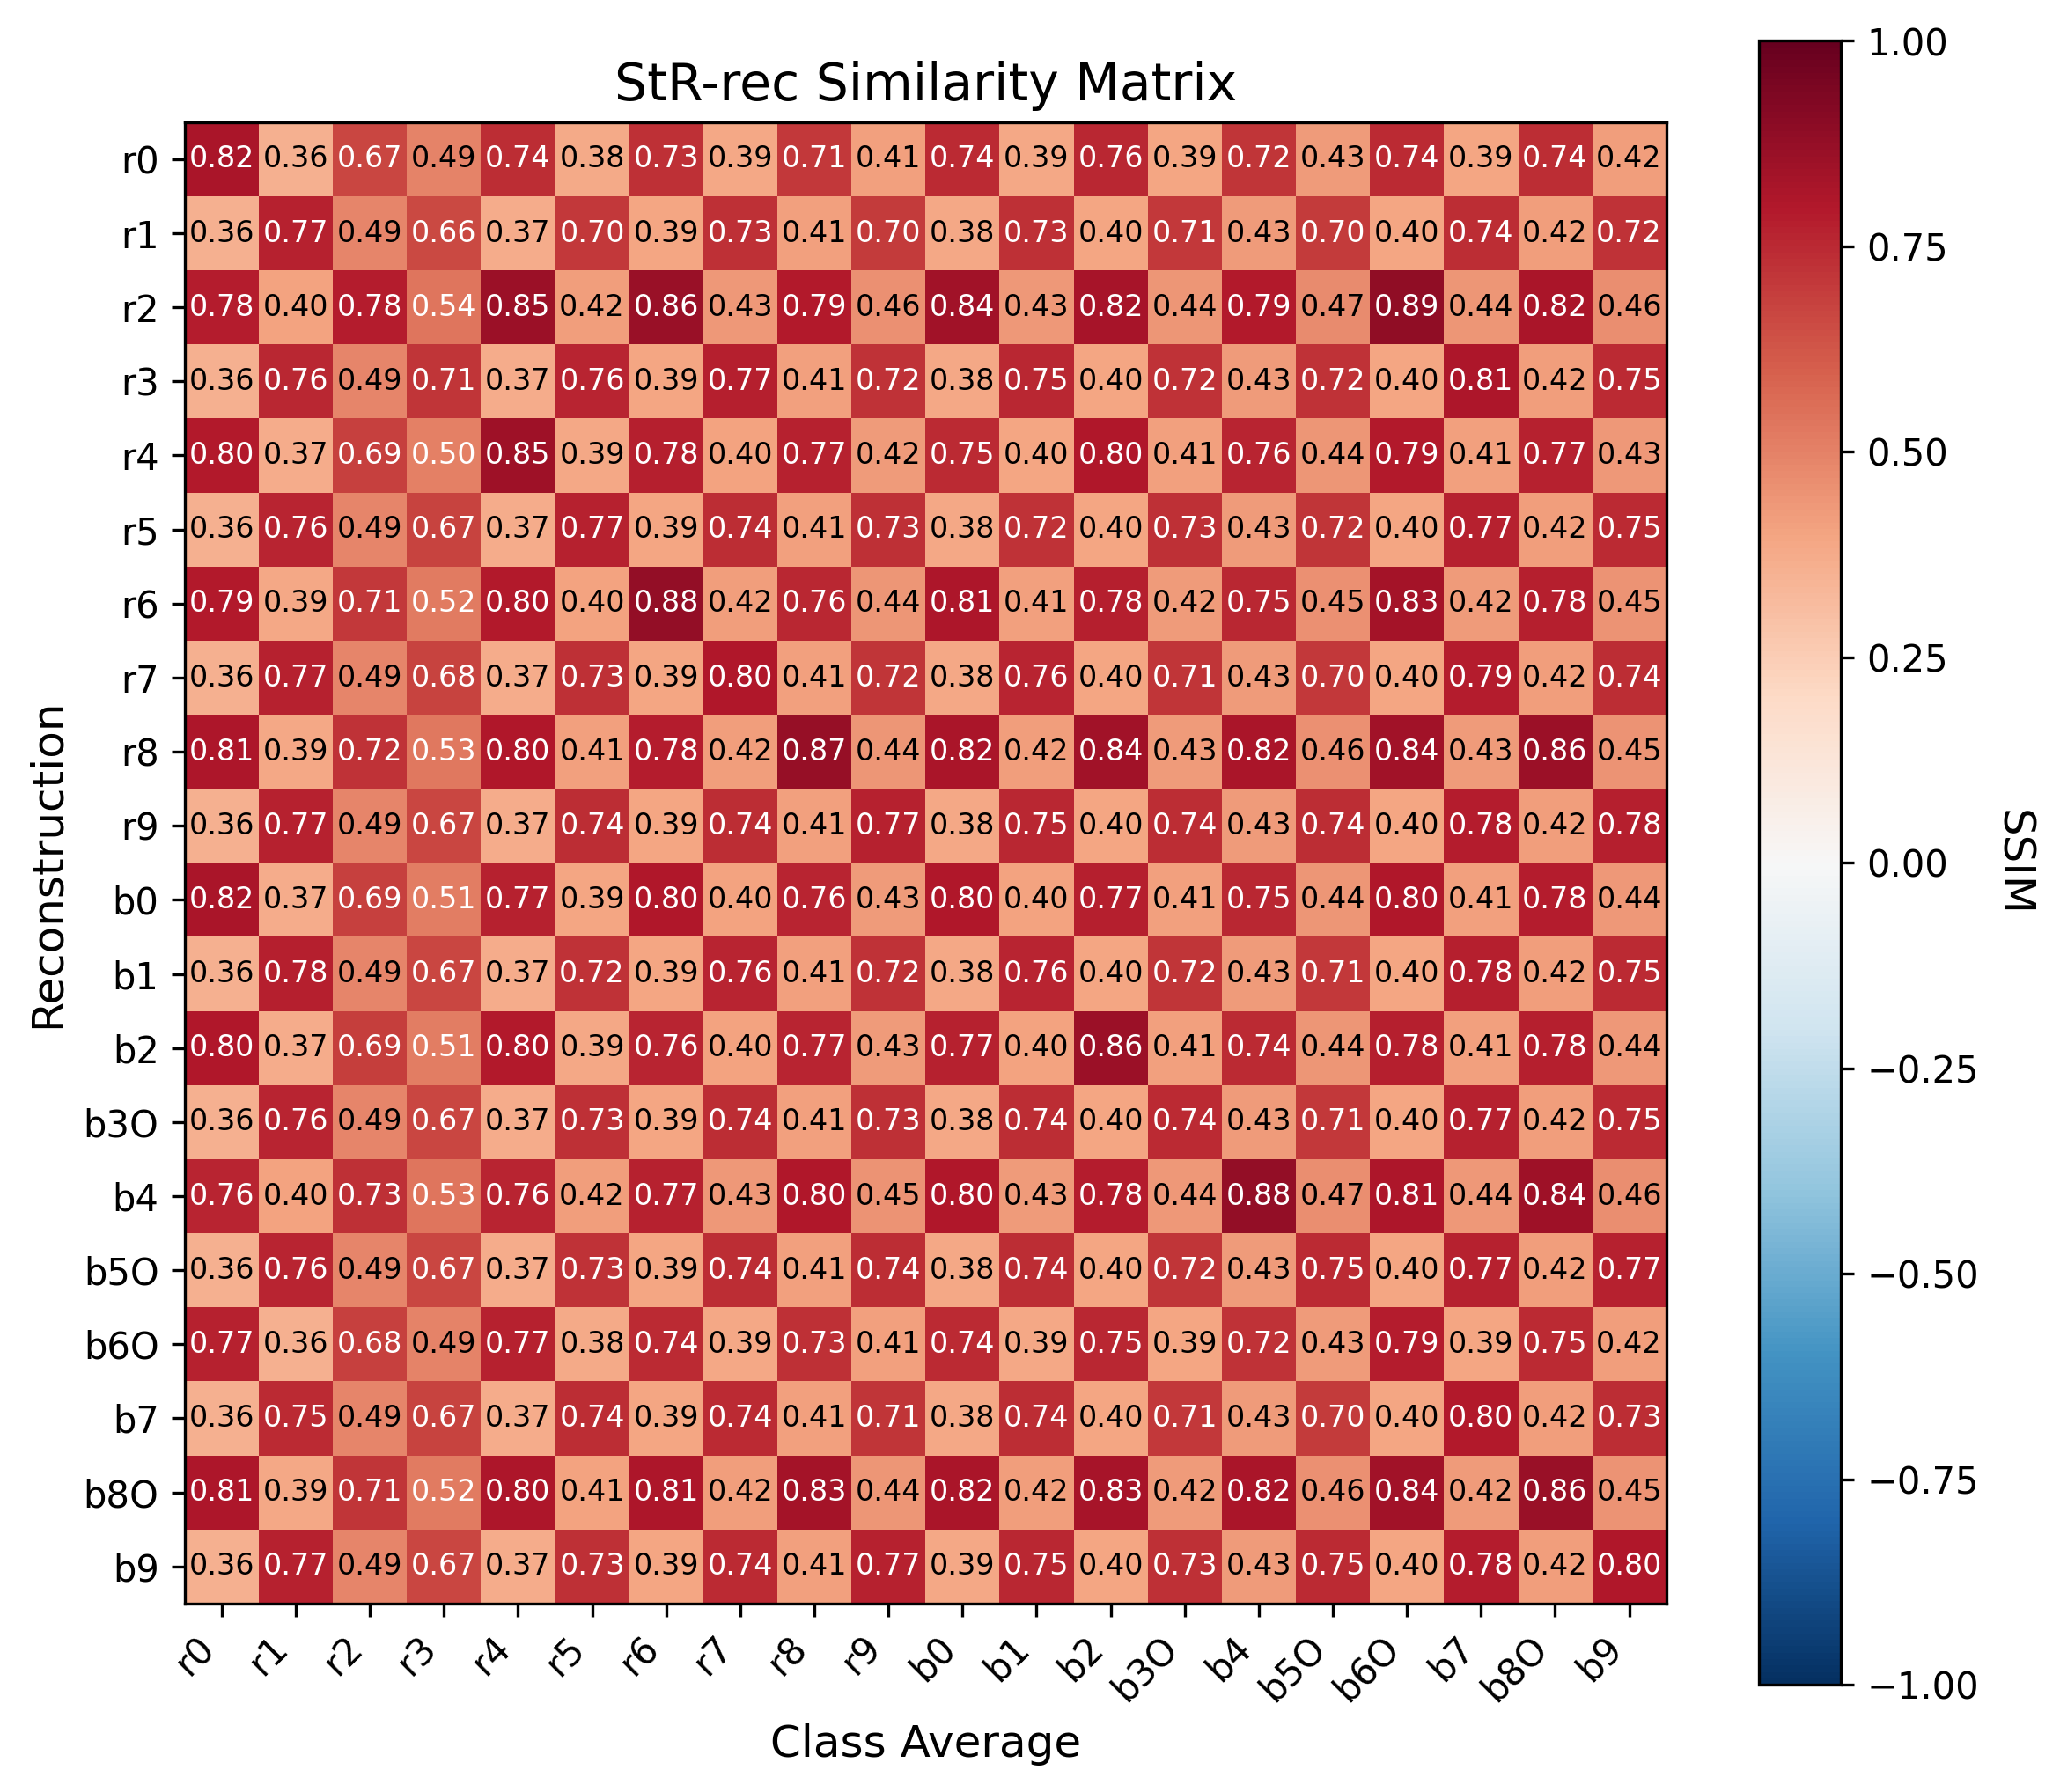 StR-rec Similarity Matrix
r0 0.82 0.36 0.67 0.49 0.74 0.38 0.73 0.39 0.71 0.41 0.74 0.39 0.76 0.39 0.72 0.43 0.74 0.39 0.74 0.42
r1 0.36 0.77 0.49 0.66 0.37 0.70 0.39 0.73 0.41 0.70 0.38 0.73 0.40 0.71 0.43 0.70 0.40 0.74 0.42 0.72
r2 0.78 0.40 0.78 0.54 0.85 0.42 0.86 0.43 0.79 0.46 0.84 0.43 0.82 0.44 0.79 0.47 0.89 0.44 0.82 0.46
r3 0.36 0.76 0.49 0.71 0.37 0.76 0.39 0.77 0.41 0.72 0.38 0.75 0.40 0.72 0.43 0.72 0.40 0.81 0.42 0.75
r4 0.80 0.37 0.69 0.50 0.85 0.39 0.78 0.40 0.77 0.42 0.75 0.40 0.80 0.41 0.76 0.44 0.79 0.41 0.77 0.43
r5 0.36 0.76 0.49 0.67 0.37 0.77 0.39 0.74 0.41 0.73 0.38 0.72 0.40 0.73 0.43 0.72 0.40 0.77 0.42 0.75
r6 0.79 0.39 0.71 0.52 0.80 0.40 0.88 0.42 0.76 0.44 0.81 0.41 0.78 0.42 0.75 0.45 0.83 0.42 0.78 0.45
r7 0.36 0.77 0.49 0.68 0.37 0.73 0.39 0.80 0.41 0.72 0.38 0.76 0.40 0.71 0.43 0.70 0.40 0.79 0.42 0.74
r8 0.81 0.39 0.72 0.53 0.80 0.41 0.78 0.42 0.87 0.44 0.82 0.42 0.84 0.43 0.82 0.46 0.84 0.43 0.86 0.45
r9 0.36 0.77 0.49 0.67 0.37 0.74 0.39 0.74 0.41 0.77 0.38 0.75 0.40 0.74 0.43 0.74 0.40 0.78 0.42 0.78
b0 0.82 0.37 0.69 0.51 0.77 0.39 0.80 0.40 0.76 0.43 0.80 0.40 0.77 0.41 0.75 0.44 0.80 0.41 0.78 0.44
b1 0.36 0.78 0.49 0.67 0.37 0.72 0.39 0.76 0.41 0.72 0.38 0.76 0.40 0.72 0.43 0.71 0.40 0.78 0.42 0.75
b2 0.80 0.37 0.69 0.51 0.80 0.39 0.76 0.40 0.77 0.43 0.77 0.40 0.86 0.41 0.74 0.44 0.78 0.41 0.78 0.44
b3O 0.36 0.76 0.49 0.67 0.37 0.73 0.39 0.74 0.41 0.73 0.38 0.74 0.40 0.74 0.43 0.71 0.40 0.77 0.42 0.75
b4 0.76 0.40 0.73 0.53 0.76 0.42 0.77 0.43 0.80 0.45 0.80 0.43 0.78 0.44 0.88 0.47 0.81 0.44 0.84 0.46
b5O 0.36 0.76 0.49 0.67 0.37 0.73 0.39 0.74 0.41 0.74 0.38 0.74 0.40 0.72 0.43 0.75 0.40 0.77 0.42 0.77
b6O 0.77 0.36 0.68 0.49 0.77 0.38 0.74 0.39 0.73 0.41 0.74 0.39 0.75 0.39 0.72 0.43 0.79 0.39 0.75 0.42
b7 0.36 0.75 0.49 0.67 0.37 0.74 0.39 0.74 0.41 0.71 0.38 0.74 0.40 0.71 0.43 0.70 0.40 0.80 0.42 0.73
b8O 0.81 0.39 0.71 0.52 0.80 0.41 0.81 0.42 0.83 0.44 0.82 0.42 0.83 0.42 0.82 0.46 0.84 0.42 0.86 0.45
b9 0.36 0.77 0.49 0.67 0.37 0.73 0.39 0.74 0.41 0.77 0.39 0.75 0.40 0.73 0.43 0.75 0.40 0.78 0.42 0.80
r0 r1 r2 r3 r4 r5 r6 r7 r8 r9 b0 b1 b2 b3O b4 b5O b6O b7 b8O b9
Class Average
Reconstruction
1.00
0.75
0.50
0.25
0.00
−0.25
−0.50
−0.75
−1.00
SSIM